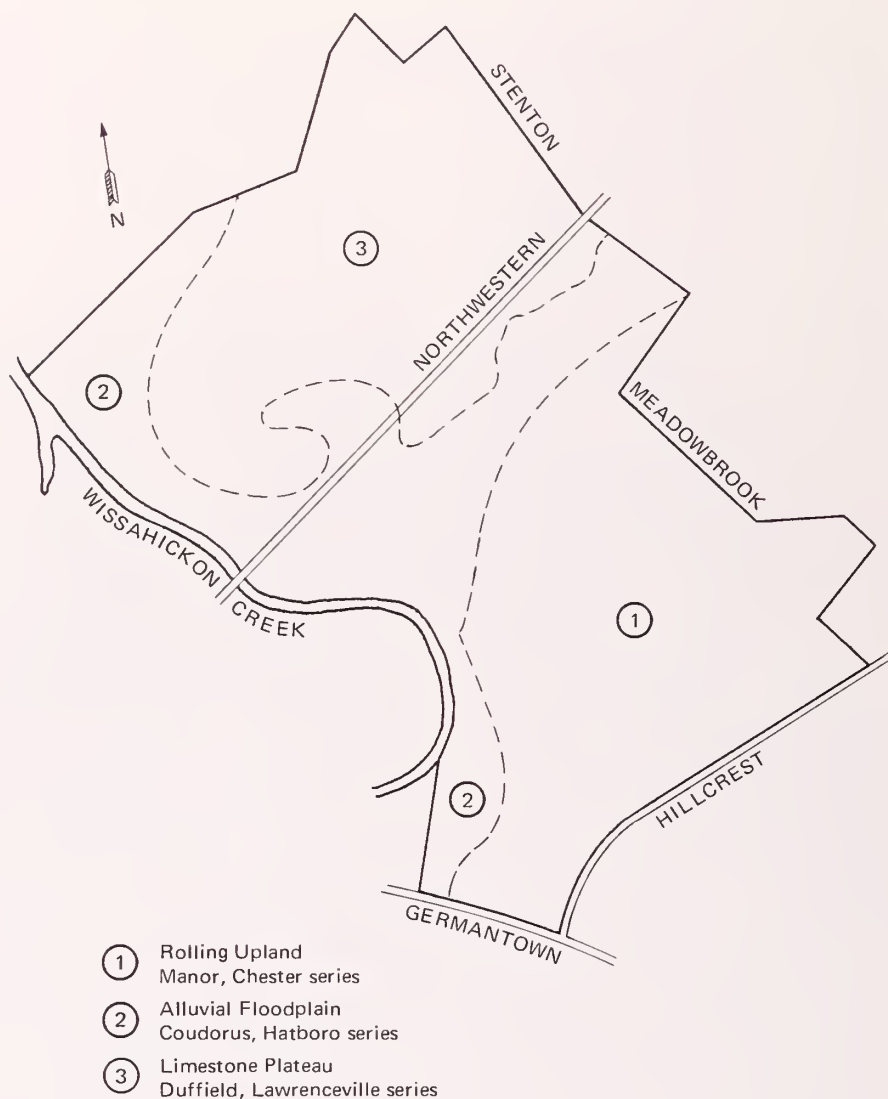 STENTON
N
3
NORTHWESTERN
2
MEADOWBROOK
WISSAHICKON
CREEK
1
2
HILLCREST
GERMANTOWN
1 Rolling Upland
Manor, Chester series
2 Alluvial Floodplain
Coudorus, Hatboro series
3 Limestone Plateau
Duffield, Lawrenceville series